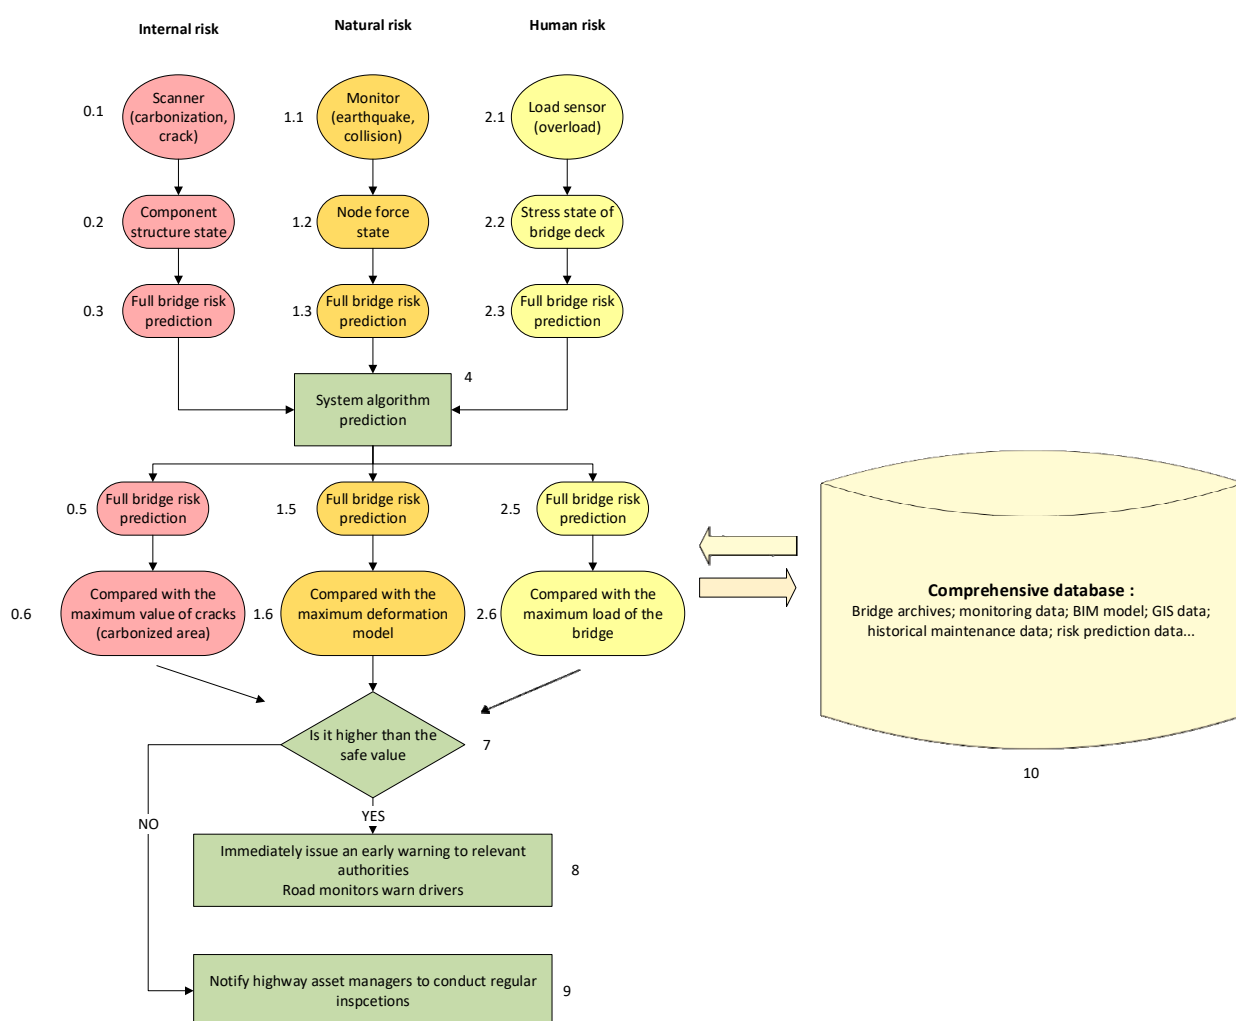 Internal risk
Natural risk
Human risk
0.1
Scanner
(carbonization,
crack)
1.1
Monitor
(earthquake,
collision)
2.1
Load sensor
(overload)
0.2
Component
structure state
1.2
Node force
state
2.2
Stress state of
bridge deck
0.3
Full bridge risk
prediction
1.3
Full bridge risk
prediction
2.3
Full bridge risk
prediction
4
System algorithm
prediction
0.5
Full bridge risk
prediction
1.5
Full bridge risk
prediction
2.5
Full bridge risk
prediction
0.6
Compared with the
maximum value of cracks
(carbonized area)
1.6
Compared with the
maximum deformation
model
2.6
Compared with the
maximum load of the
bridge
Comprehensive database :
Bridge archives; monitoring data; BIM model; GIS data;
historical maintenance data; risk prediction data...
10
Is it higher than the
safe value
7
YES
NO
Immediately issue an early warning to relevant
authorities
Road monitors warn drivers
8
Notify highway asset managers to conduct regular
inspcetions
9